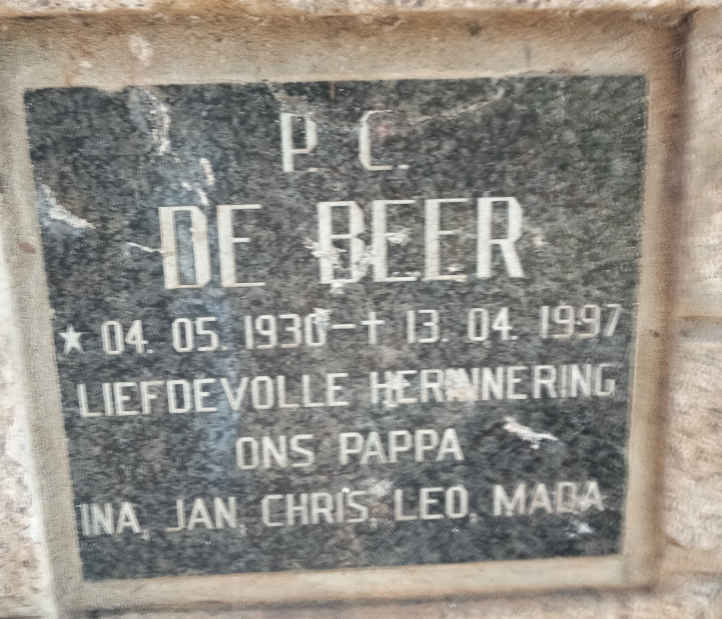 P. C.
DE BEER
★ 04. 05. 1930 – † 13. 04. 1997
LIEFDEVOLLE HERINNERING
ONS PAPPA
INA, JAN, CHRIS, LEO, MADA